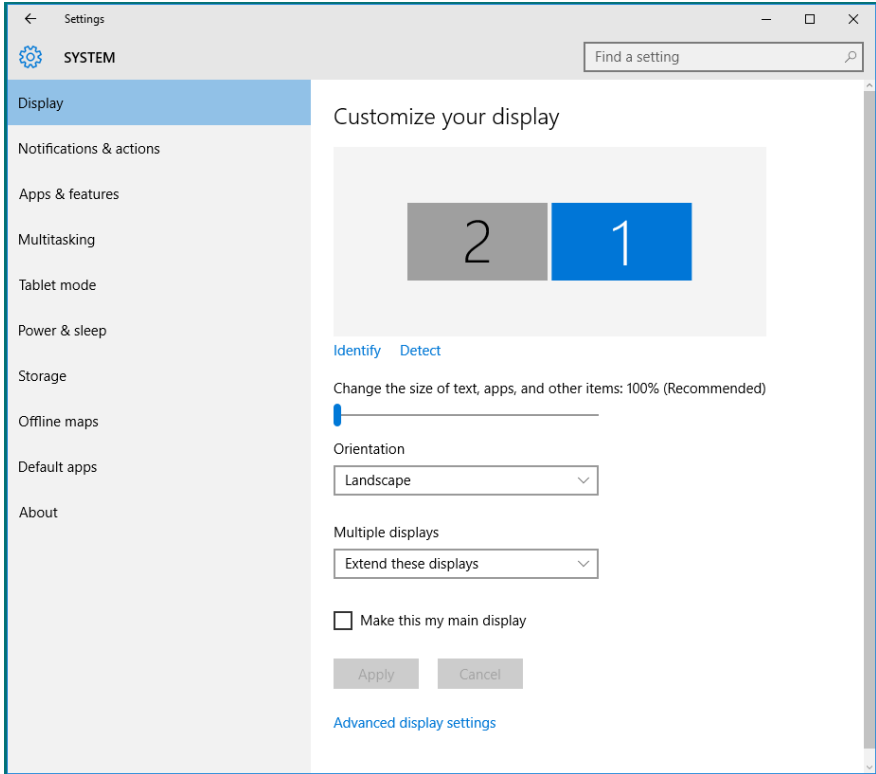 Settings
SYSTEM
Find a setting
Display
Notifications & actions
Apps & features
Multitasking
Tablet mode
Power & sleep
Storage
Offline maps
Default apps
About
Customize your display
2 1
Identify Detect
Change the size of text, apps, and other items: 100% (Recommended)
Orientation
Landscape
Multiple displays
Extend these displays
Make this my main display
Apply Cancel
Advanced display settings